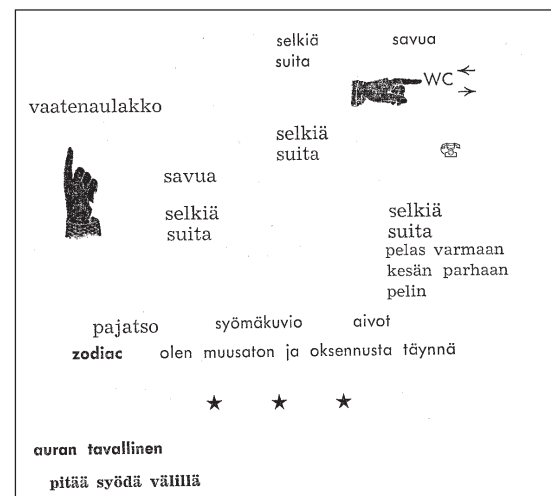 selkiä savua
suita
WC
vaatenaulakko
selkiä
suita
savua
selkiä selkiä
suita suita
pelas varmaan
kesän parhaan
pelin
pajatso syömäkuvio aivot
zodiac olen muusaton ja oksennusta täynnä
auran tavallinen
pitää syödä välillä